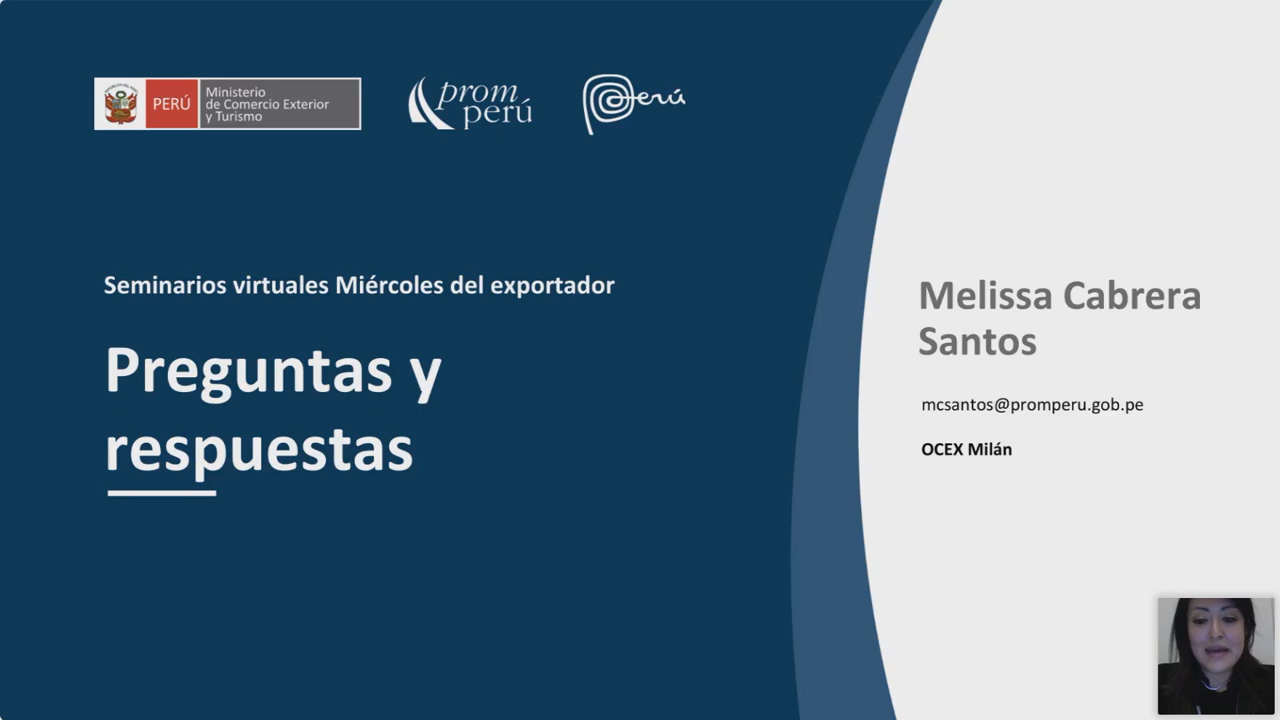 PERÚ
Ministerio
de Comercio Exterior
y Turismo
prom
perú
Perú
Seminarios virtuales Miércoles del exportador
Preguntas y
respuestas
Melissa Cabrera
Santos
mcsantos@promperu.gob.pe
OCEX Milán